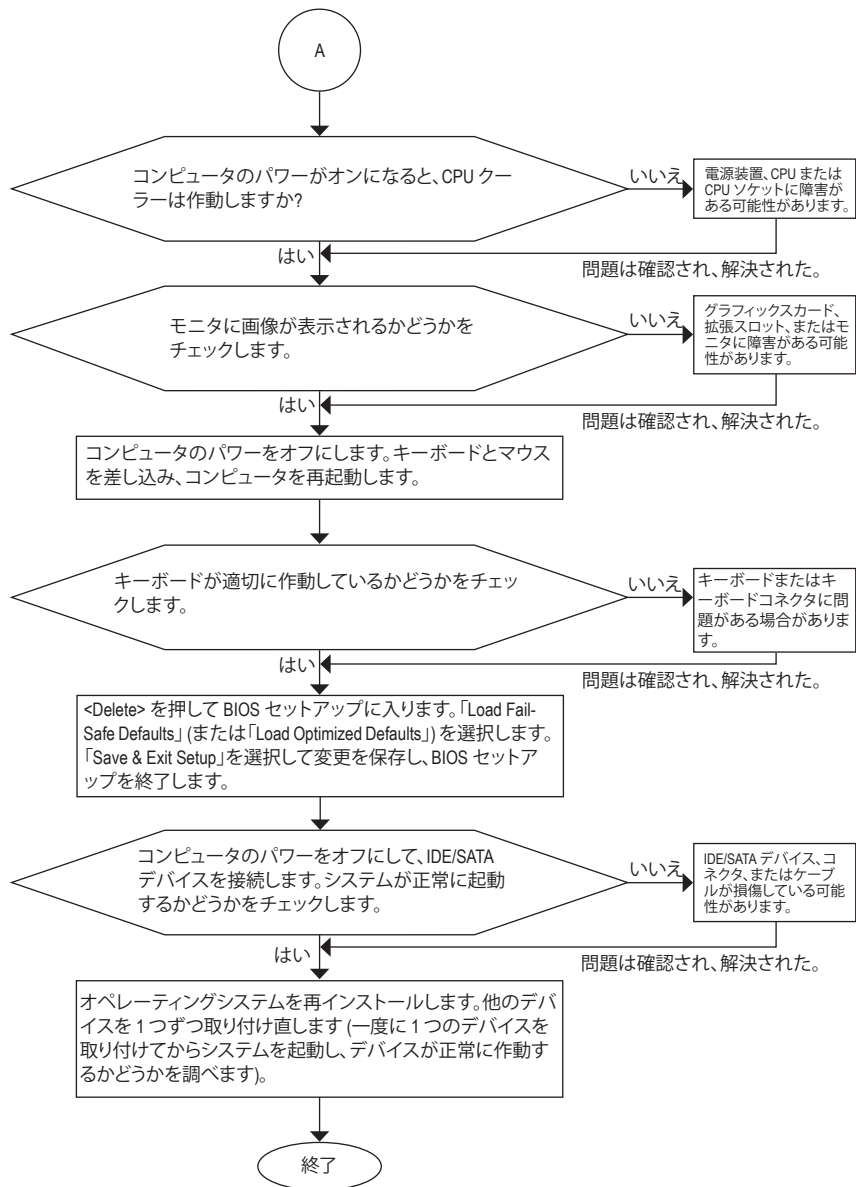 A
コンピュータのパワーがオンになると、CPU クー
ラーは作動しますか?
いいえ
電源装置、CPU または
CPU ソケットに障害が
ある可能性があります。
はい
問題は確認され、解決された。
モニタに画像が表示されるかどうかを
チェックします。
いいえ
グラフィックスカード、
拡張スロット、またはモ
ニタに障害がある可能
性があります。
はい
問題は確認され、解決された。
コンピュータのパワーをオフにします。キーボードとマウス
を差し込み、コンピュータを再起動します。
キーボードが適切に作動しているかどうかをチェッ
クします。
いいえ
キーボードまたはキ
ーボードコネクタに問
題がある場合がありま
す。
はい
問題は確認され、解決された。
<Delete> を押して BIOS セットアップに入ります。「Load Fail-
Safe Defaults」 (または「Load Optimized Defaults」) を選択します。
「Save & Exit Setup」を選択して変更を保存し、BIOS セットア
ップを終了します。
コンピュータのパワーをオフにして、IDE/SATA
デバイスを接続します。システムが正常に起動
するかどうかをチェックします。
いいえ
IDE/SATA デバイス、コ
ネクタ、またはケーブ
ルが損傷している可能
性があります。
はい
問題は確認され、解決された。
オペレーティングシステムを再インストールします。他のデバ
イスを 1 つずつ取り付け直します (一度に 1 つのデバイスを
取り付けてからシステムを起動し、デバイスが正常に作動す
るかどうかを調べます)。
終了